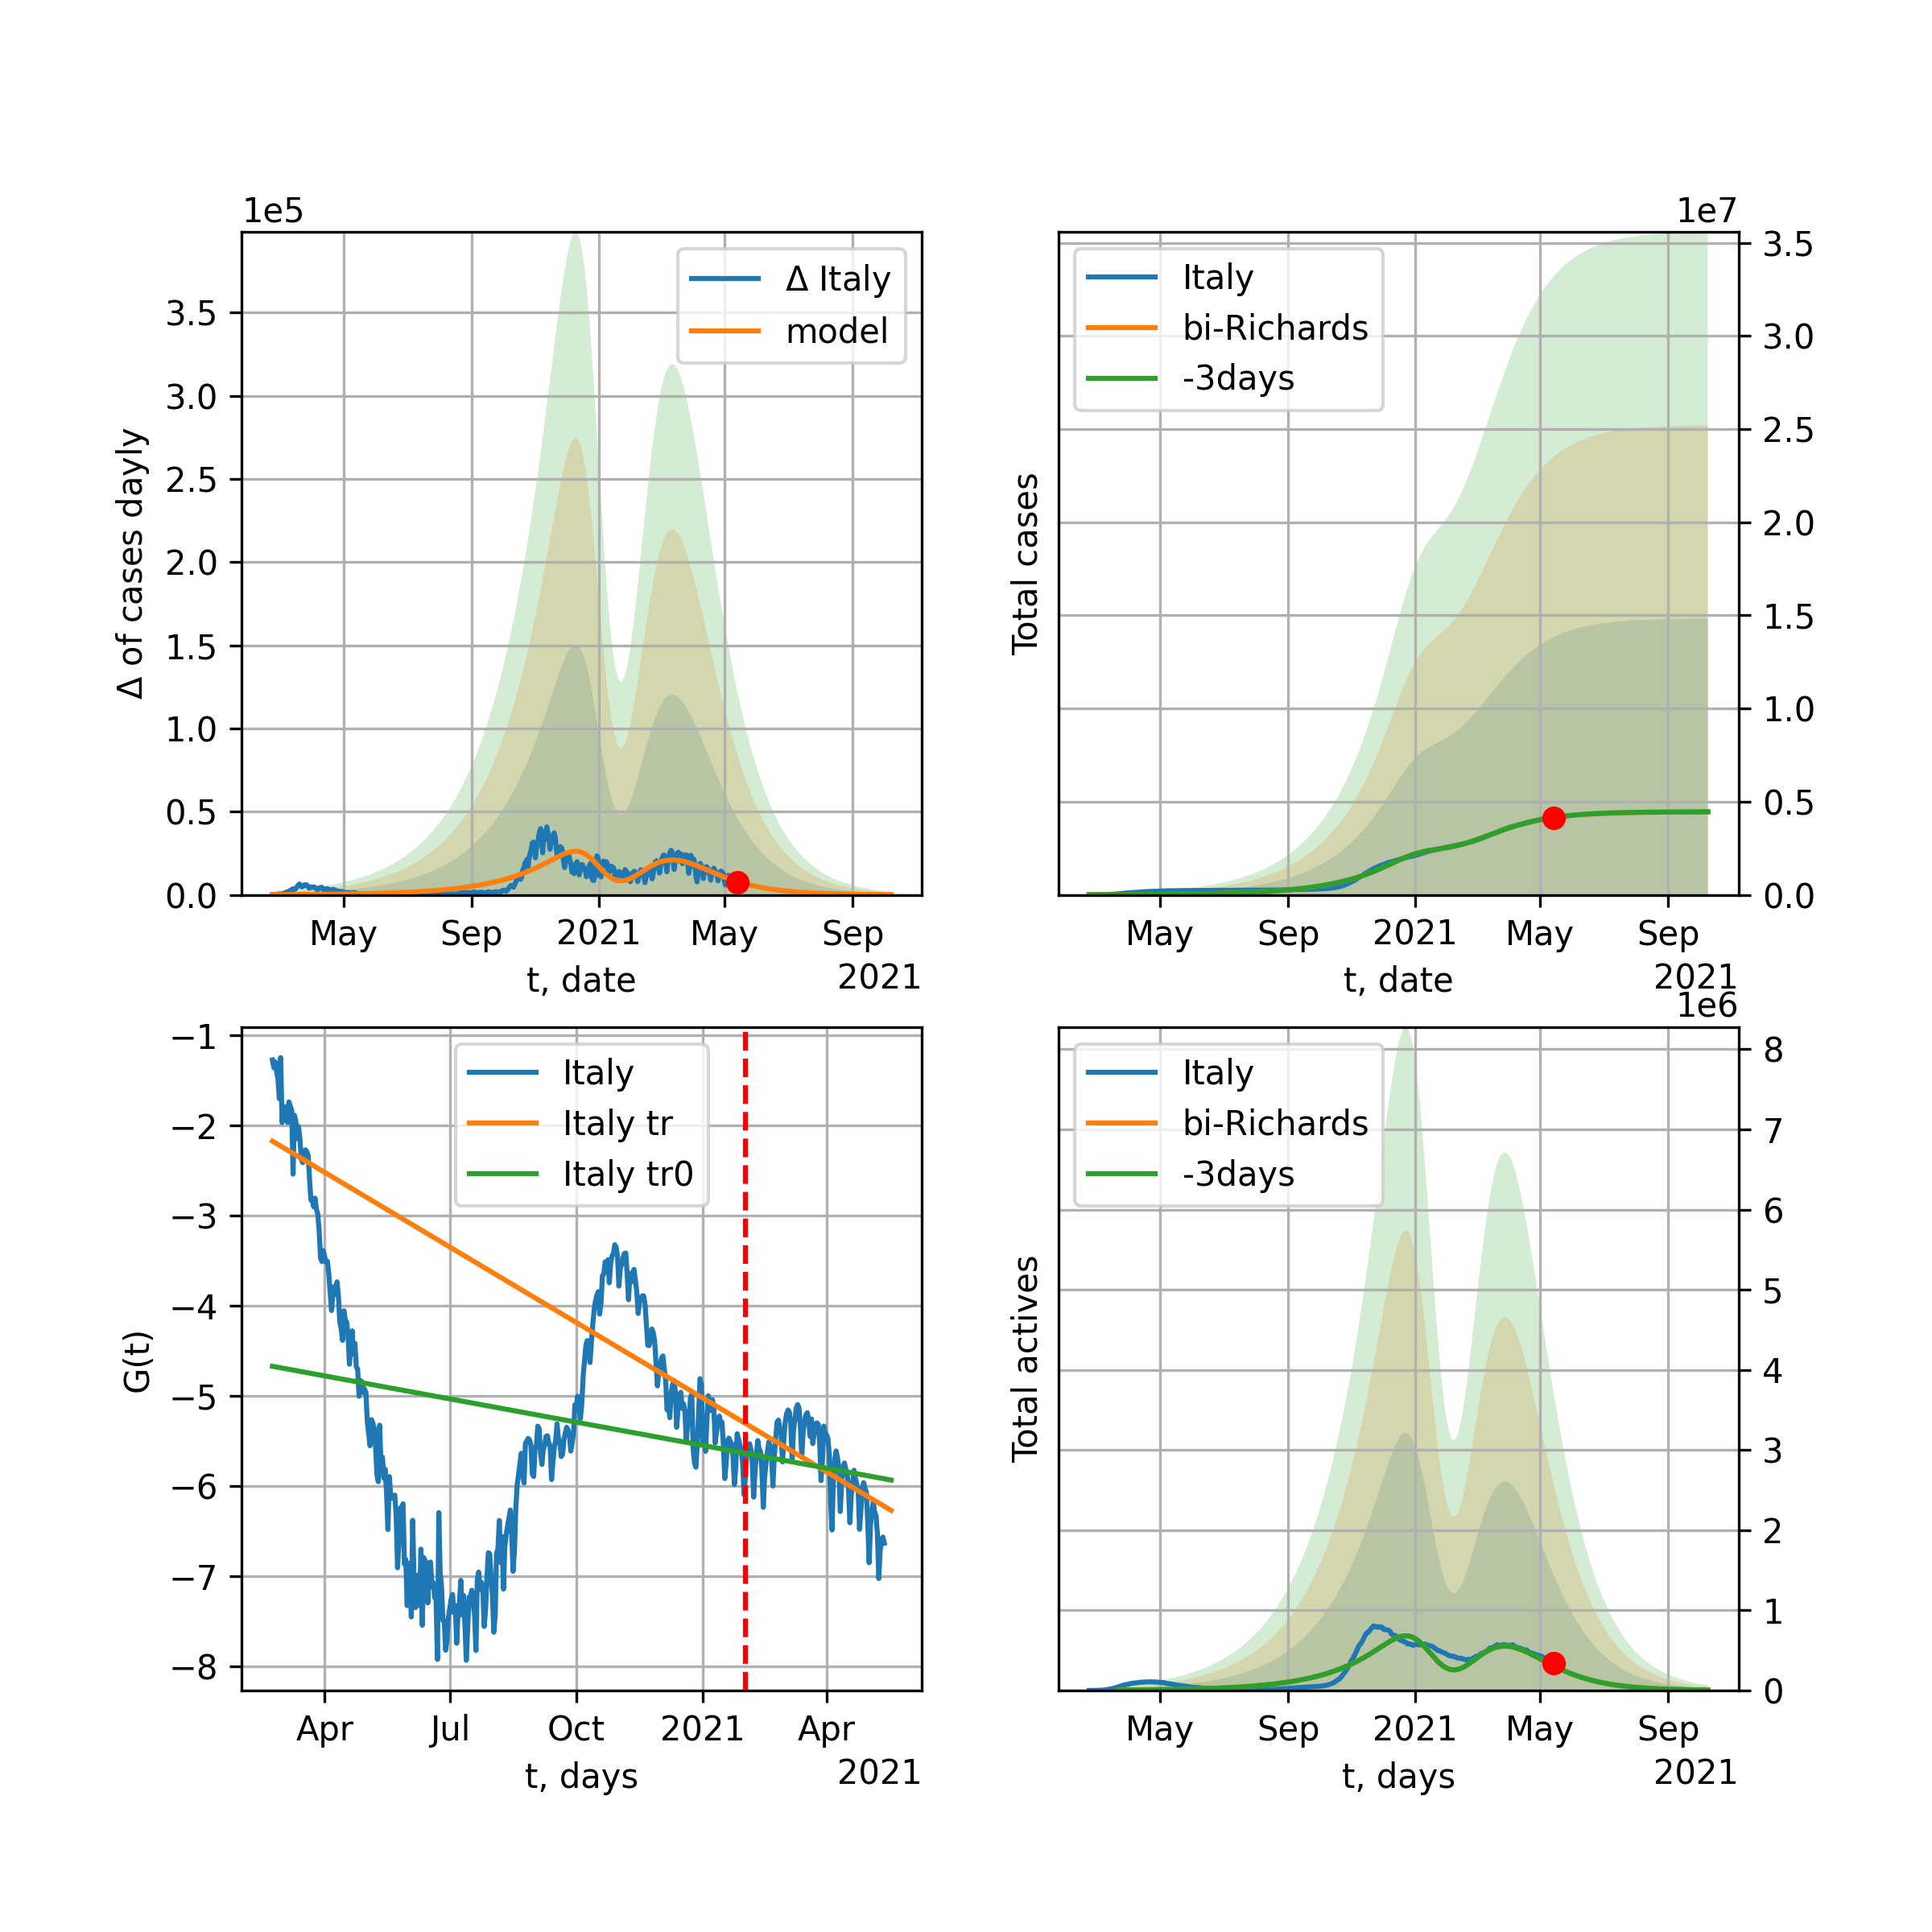 1e5
Δ of cases dayly
3.5
3.0
2.5
2.0
1.5
1.0
0.5
0.0
Δ Italy
model
May Sep 2021 May Sep
t, date
2021
1e7
Total cases
Italy
bi-Richards
-3days
3.5
3.0
2.5
2.0
1.5
1.0
0.5
0.0
May Sep 2021 May Sep
t, date
2021
G(t)
−1
−2
−3
−4
−5
−6
−7
−8
Italy
Italy tr
Italy tr0
Apr Jul Oct 2021 Apr
t, days
2021
1e6
Total actives
Italy
bi-Richards
-3days
8
7
6
5
4
3
2
1
0
May Sep 2021 May Sep
t, days
2021